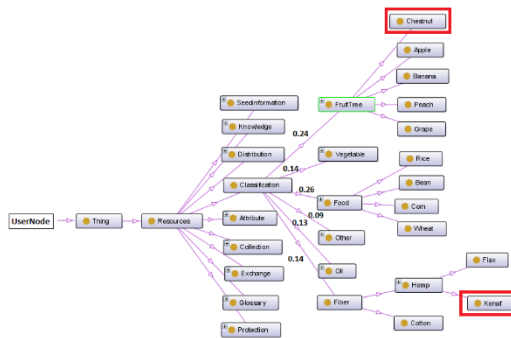 Chestnut
Apple
Banana
FruitTree
Peach
Grape
Seedinformation
Knowledge
0.24
Distribution
0.14
Vegetable
Rice
Classification
0.26
Food
Bean
Corn
Wheat
UserNode
Thing
Resources
Attribute
0.09
0.13
Other
Collection
0.14
Oil
Exchange
Flax
Hemp
Glossary
Fiber
Kenaf
Protection
Cotton